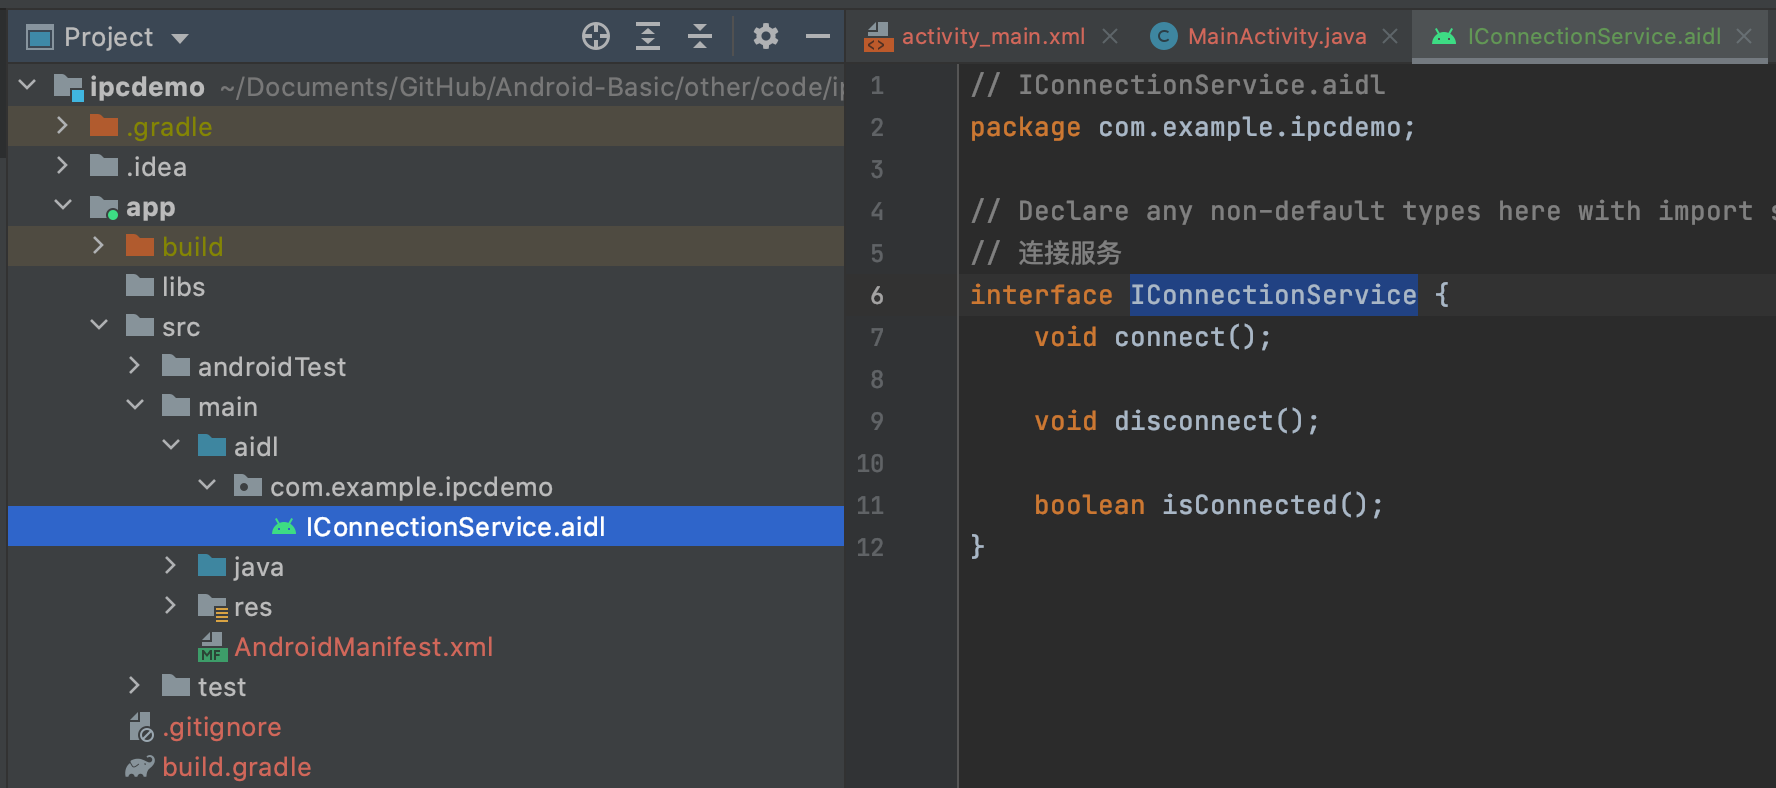 Project
ipcdemo ~/Documents/GitHub/Android-Basic/other/code/
.gradle
.idea
app
build
libs
src
androidTest
main
aidl
com.example.ipcdemo
IConnectionService.aidl
java
res
MF AndroidManifest.xml
test
.gitignore
build.gradle
activity_main.xml
C MainActivity.java
IConnectionService.aidl
1 // IConnectionService.aidl
2 package com.example.ipcdemo;
3
4 // Declare any non-default types here with import
5 // 连接服务
6 interface IConnectionService {
7 void connect();
8
9 void disconnect();
10
11 boolean isConnected();
12 }